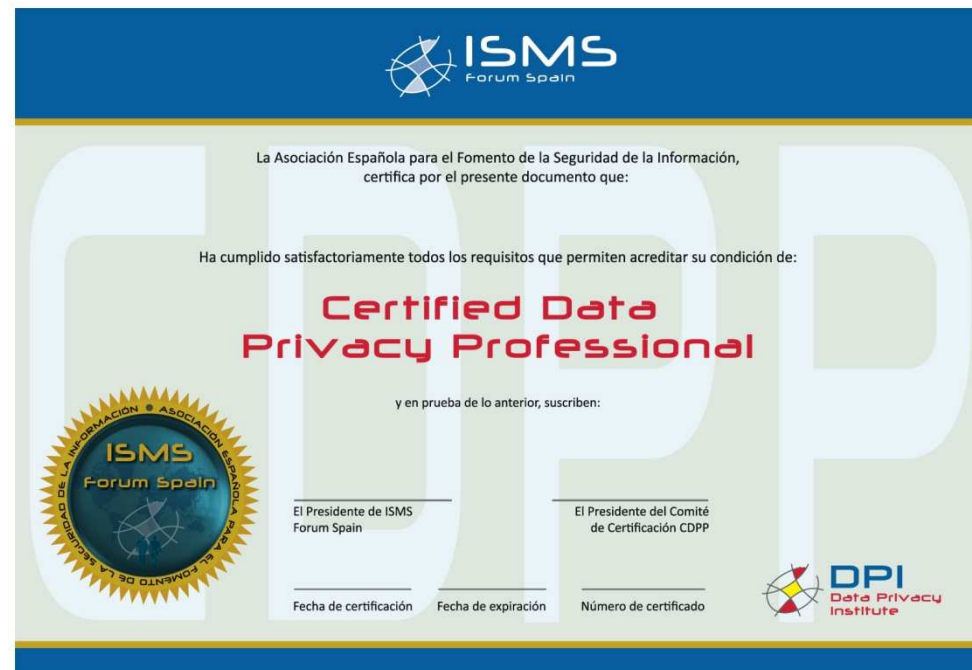 ISMS
Forum Spain
La Asociación Española para el Fomento de la Seguridad de la Información,
certifica por el presente documento que:
Ha cumplido satisfactoriamente todos los requisitos que permiten acreditar su condición de:
Certified Data
Privacy Professional
CDPP
y en prueba de lo anterior, suscriben:
ASOCIACIÓN ESPAÑOLA PARA EL FOMENTO DE LA SEGURIDAD DE LA INFORMACIÓN
ISMS
Forum Spain
El Presidente de ISMS
Forum Spain
El Presidente del Comité
de Certificación CDPP
Fecha de certificación
Fecha de expiración
Número de certificado
DPI
Data Privacy
Institute